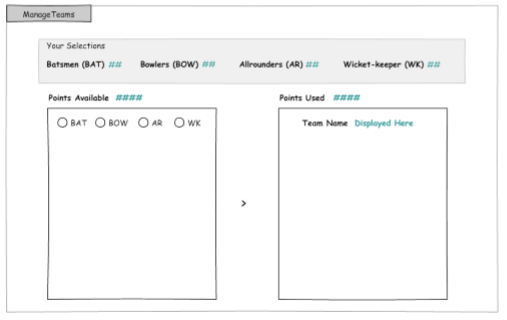 ManageTeams
Your Selections
Batsmen (BAT) ## Bowlers (BOW) ## Allrounders (AR) ## Wicket-keeper (WK) ##
Points Available #### Points Used ####
BAT BOW AR WK Team Name Displayed Here
>